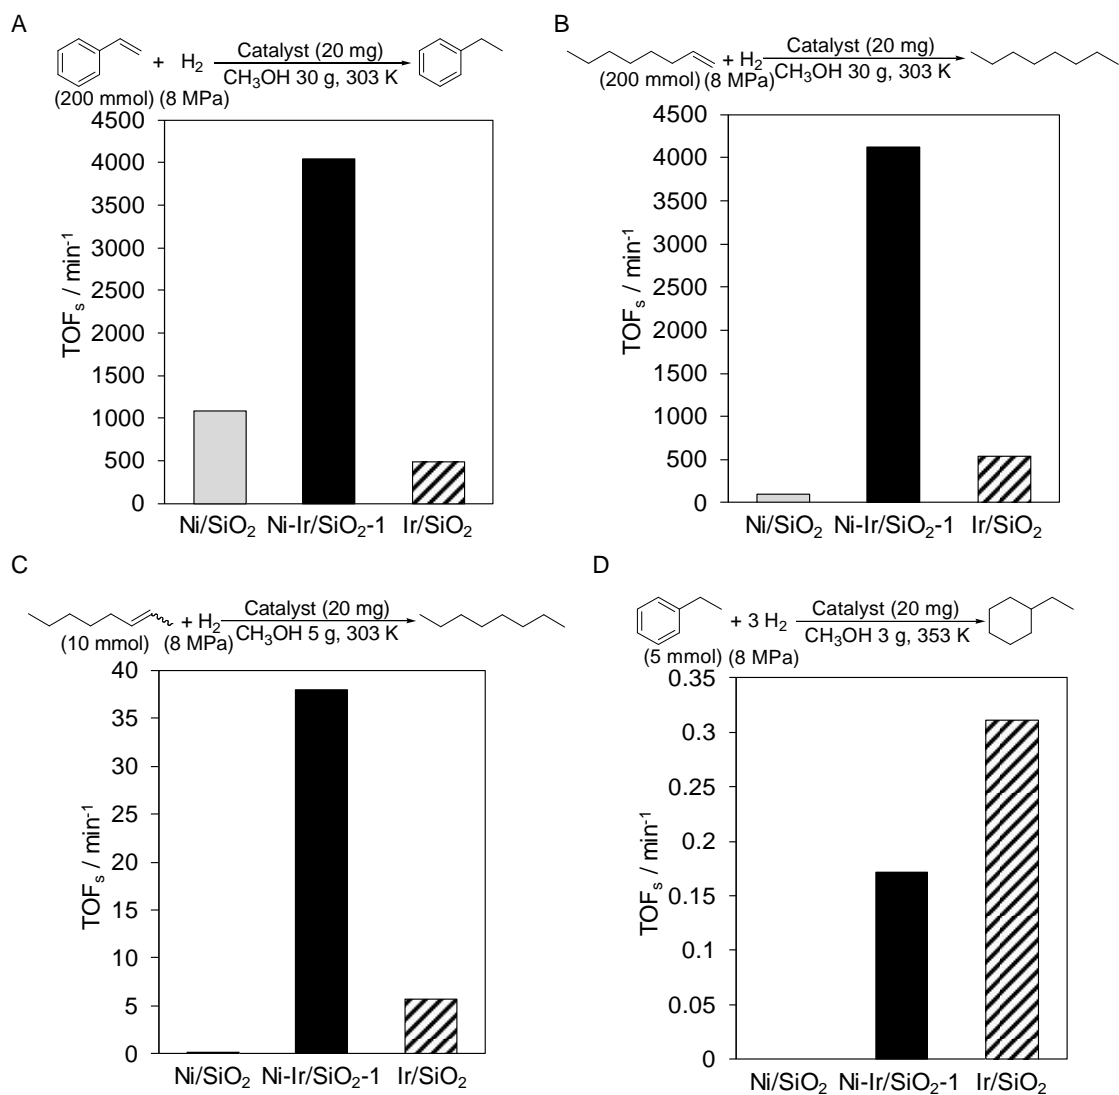 A
+ H₂ Catalyst (20 mg)
CH₃OH 30 g, 303 K
(200 mmol) (8 MPa)
4500
4000
3500
3000
2500
2000
1500
1000
500
0
TOFₛ / min⁻¹
Ni/SiO₂ Ni-Ir/SiO₂-1 Ir/SiO₂
B
+ H₂ Catalyst (20 mg)
CH₃OH 30 g, 303 K
(200 mmol) (8 MPa)
4500
4000
3500
3000
2500
2000
1500
1000
500
0
TOFₛ / min⁻¹
Ni/SiO₂ Ni-Ir/SiO₂-1 Ir/SiO₂
C
+ H₂ Catalyst (20 mg)
CH₃OH 5 g, 303 K
(10 mmol) (8 MPa)
40
35
30
25
20
15
10
5
0
TOFₛ / min⁻¹
Ni/SiO₂ Ni-Ir/SiO₂-1 Ir/SiO₂
D
+ 3 H₂ Catalyst (20 mg)
CH₃OH 3 g, 353 K
(5 mmol) (8 MPa)
0.35
0.3
0.25
0.2
0.15
0.1
0.05
0
TOFₛ / min⁻¹
Ni/SiO₂ Ni-Ir/SiO₂-1 Ir/SiO₂